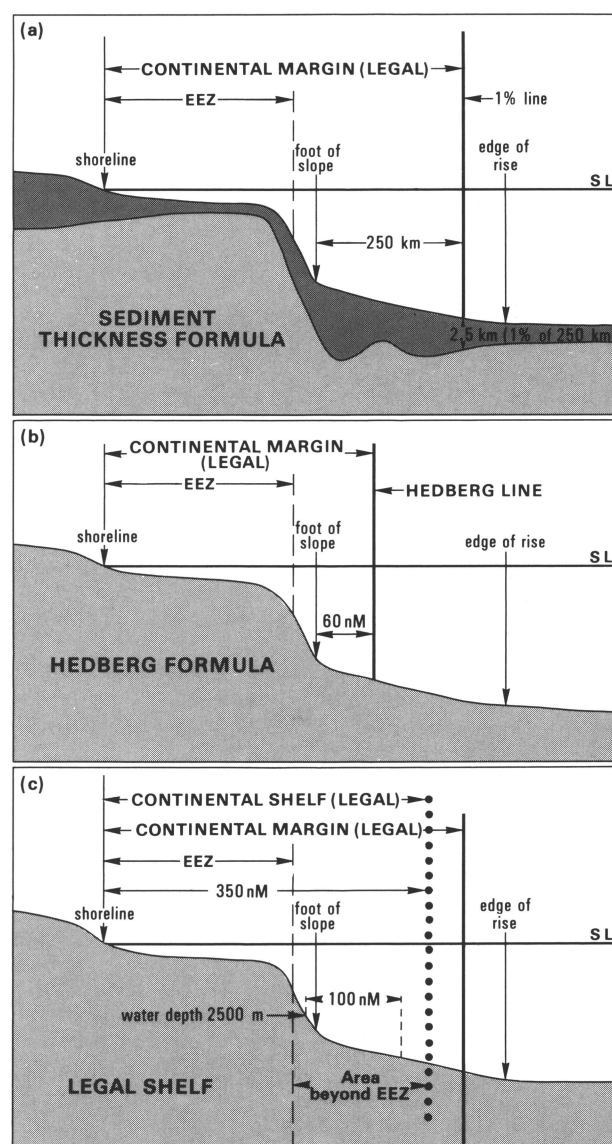 (a)
CONTINENTAL MARGIN (LEGAL)
EEZ
1% line
shoreline
foot of
slope
edge of
rise
SL
250 km
SEDIMENT
THICKNESS FORMULA
2.5 km (1% of 250 km
(b)
CONTINENTAL MARGIN
(LEGAL)
EEZ
HEDBERG LINE
shoreline
foot of
slope
edge of rise
SL
60 nM
HEDBERG FORMULA
(c)
CONTINENTAL SHELF (LEGAL)
CONTINENTAL MARGIN (LEGAL)
EEZ
350 nM
shoreline
foot of
slope
edge of
rise
SL
100 nM
water depth 2500 m
Area
beyond EEZ
LEGAL SHELF